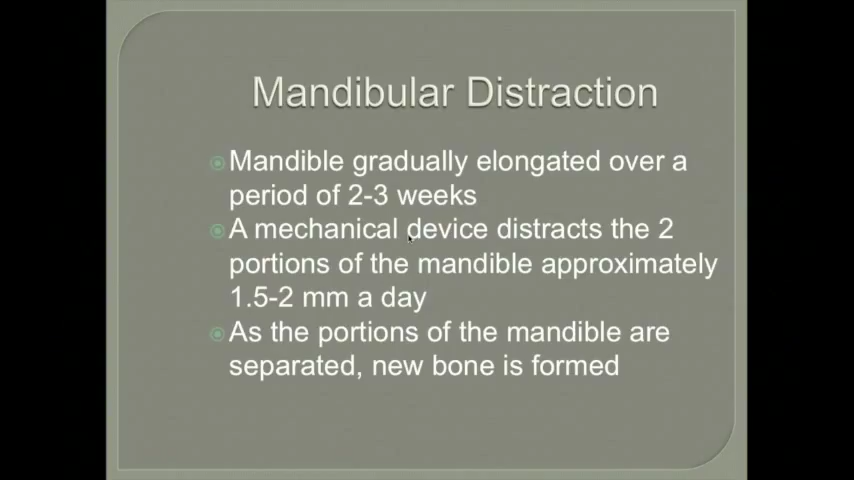 Mandibular Distraction
Mandible gradually elongated over a
period of 2-3 weeks
A mechanical device distracts the 2
portions of the mandible approximately
1.5-2 mm a day
As the portions of the mandible are
separated, new bone is formed